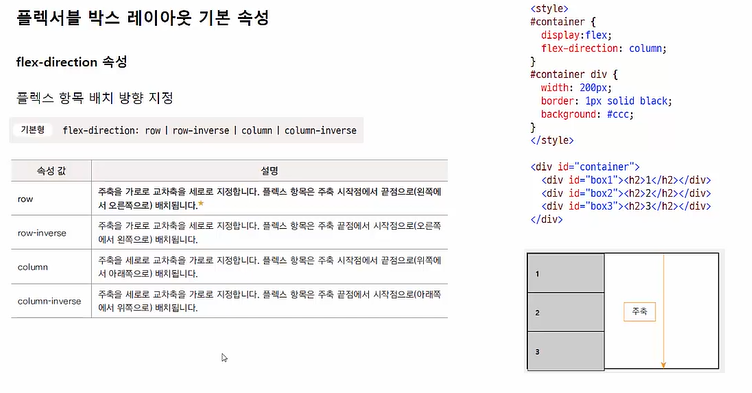 플렉서블 박스 레이아웃 기본 속성
flex-direction 속성
플렉스 항목 배치 방향 지정
기본형 flex-direction: row | row-inverse | column | column-inverse
속성 값 설명
row 주축을 가로로 교차축을 세로로 지정합니다. 플렉스 항목은 주축 시작점에서 끝점으로(왼쪽에
서 오른쪽으로) 배치됩니다.*
row-inverse 주축을 가로로 교차축을 세로로 지정합니다. 플렉스 항목은 주축 끝점에서 시작점으로(오른쪽
에서 왼쪽으로) 배치됩니다.
column 주축을 세로로 교차축을 가로로 지정합니다. 플렉스 항목은 주축 시작점에서 끝점으로(위쪽에
서 아래쪽으로) 배치됩니다.
column-inverse 주축을 세로로 교차축을 가로로 지정합니다. 플렉스 항목은 주축 끝점에서 시작점으로(아래쪽
에서 위쪽으로) 배치됩니다.
<style>
#container {
display:flex;
flex-direction: column;
}
#container div {
width: 200px;
border: 1px solid black;
background: #ccc;
}
</style>
<div id="container">
<div id="box1"><h2>1</h2></div>
<div id="box2"><h2>2</h2></div>
<div id="box3"><h2>3</h2></div>
</div>
1
2
주축
3